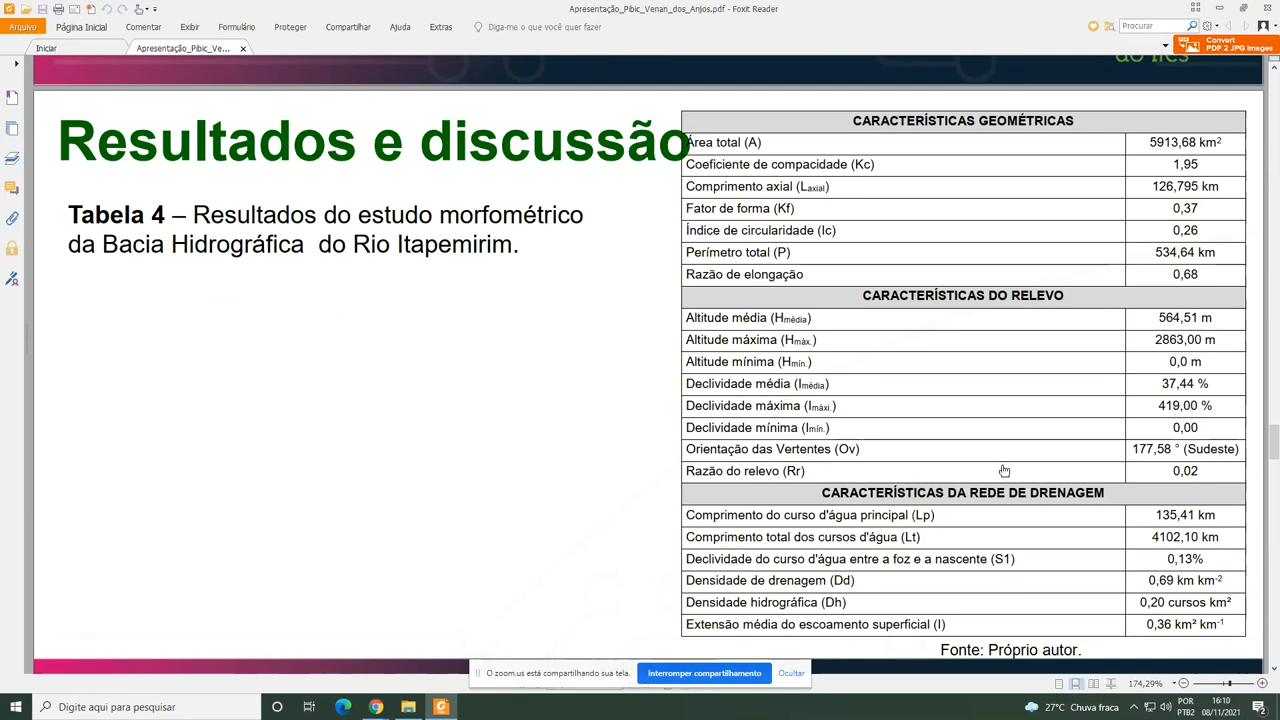 Apresentação_Pibic_Venan_dos_Anjos.pdf - Foxit Reader
Arquivo Página Inicial Comentar Exibir Formulário Proteger Compartilhar Ajuda Extras Diga-me o que você quer fazer Procurar
Iniciar Apresentação_Pibic_Ve...
Convert
PDF 2 JPG Images
do Ifes
Resultados e discussão
Tabela 4 – Resultados do estudo morfométrico
da Bacia Hidrográfica do Rio Itapemirim.
CARACTERÍSTICAS GEOMÉTRICAS
Área total (A) 5913,68 km²
Coeficiente de compacidade (Kc) 1,95
Comprimento axial (Laxial) 126,795 km
Fator de forma (Kf) 0,37
Índice de circularidade (Ic) 0,26
Perímetro total (P) 534,64 km
Razão de elongação 0,68
CARACTERÍSTICAS DO RELEVO
Altitude média (Hmédia) 564,51 m
Altitude máxima (Hmáx.) 2863,00 m
Altitude mínima (Hmín.) 0,0 m
Declividade média (Imédia) 37,44 %
Declividade máxima (Imáxi.) 419,00 %
Declividade mínima (Imín.) 0,00
Orientação das Vertentes (Ov) 177,58 ° (Sudeste)
Razão do relevo (Rr) 0,02
CARACTERÍSTICAS DA REDE DE DRENAGEM
Comprimento do curso d'água principal (Lp) 135,41 km
Comprimento total dos cursos d'água (Lt) 4102,10 km
Declividade do curso d'água entre a foz e a nascente (S1) 0,13%
Densidade de drenagem (Dd) 0,69 km km-2
Densidade hidrográfica (Dh) 0,20 cursos km²
Extensão média do escoamento superficial (I) 0,36 km² km-1
Fonte: Próprio autor.
O zoom.us está compartilhando sua tela. Interromper compartilhamento Ocultar
174,29%
Digite aqui para pesquisar
27°C Chuva fraca
POR
PTB2
16:10
08/11/2021
2